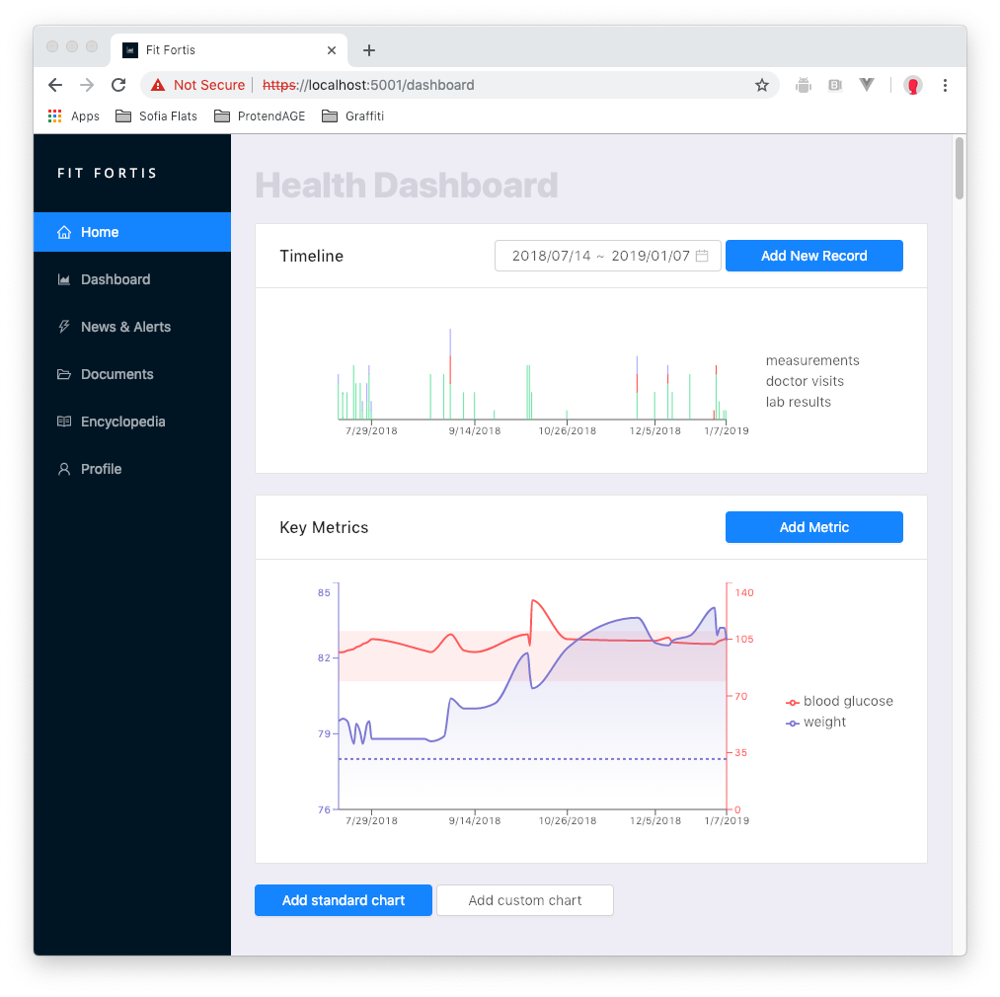 Fit Fortis
Not Secure https://localhost:5001/dashboard
Apps Sofia Flats ProtendAGE Graffiti
FIT FORTIS
Home
Dashboard
News & Alerts
Documents
Encyclopedia
Profile
Health Dashboard
Timeline 2018/07/14 ~ 2019/01/07 Add New Record
measurements
doctor visits
lab results
7/29/2018 9/14/2018 10/26/2018 12/5/2018 1/7/2019
Key Metrics Add Metric
85 140
82 105
79 70
76 35
0
blood glucose
weight
7/29/2018 9/14/2018 10/26/2018 12/5/2018 1/7/2019
Add standard chart Add custom chart